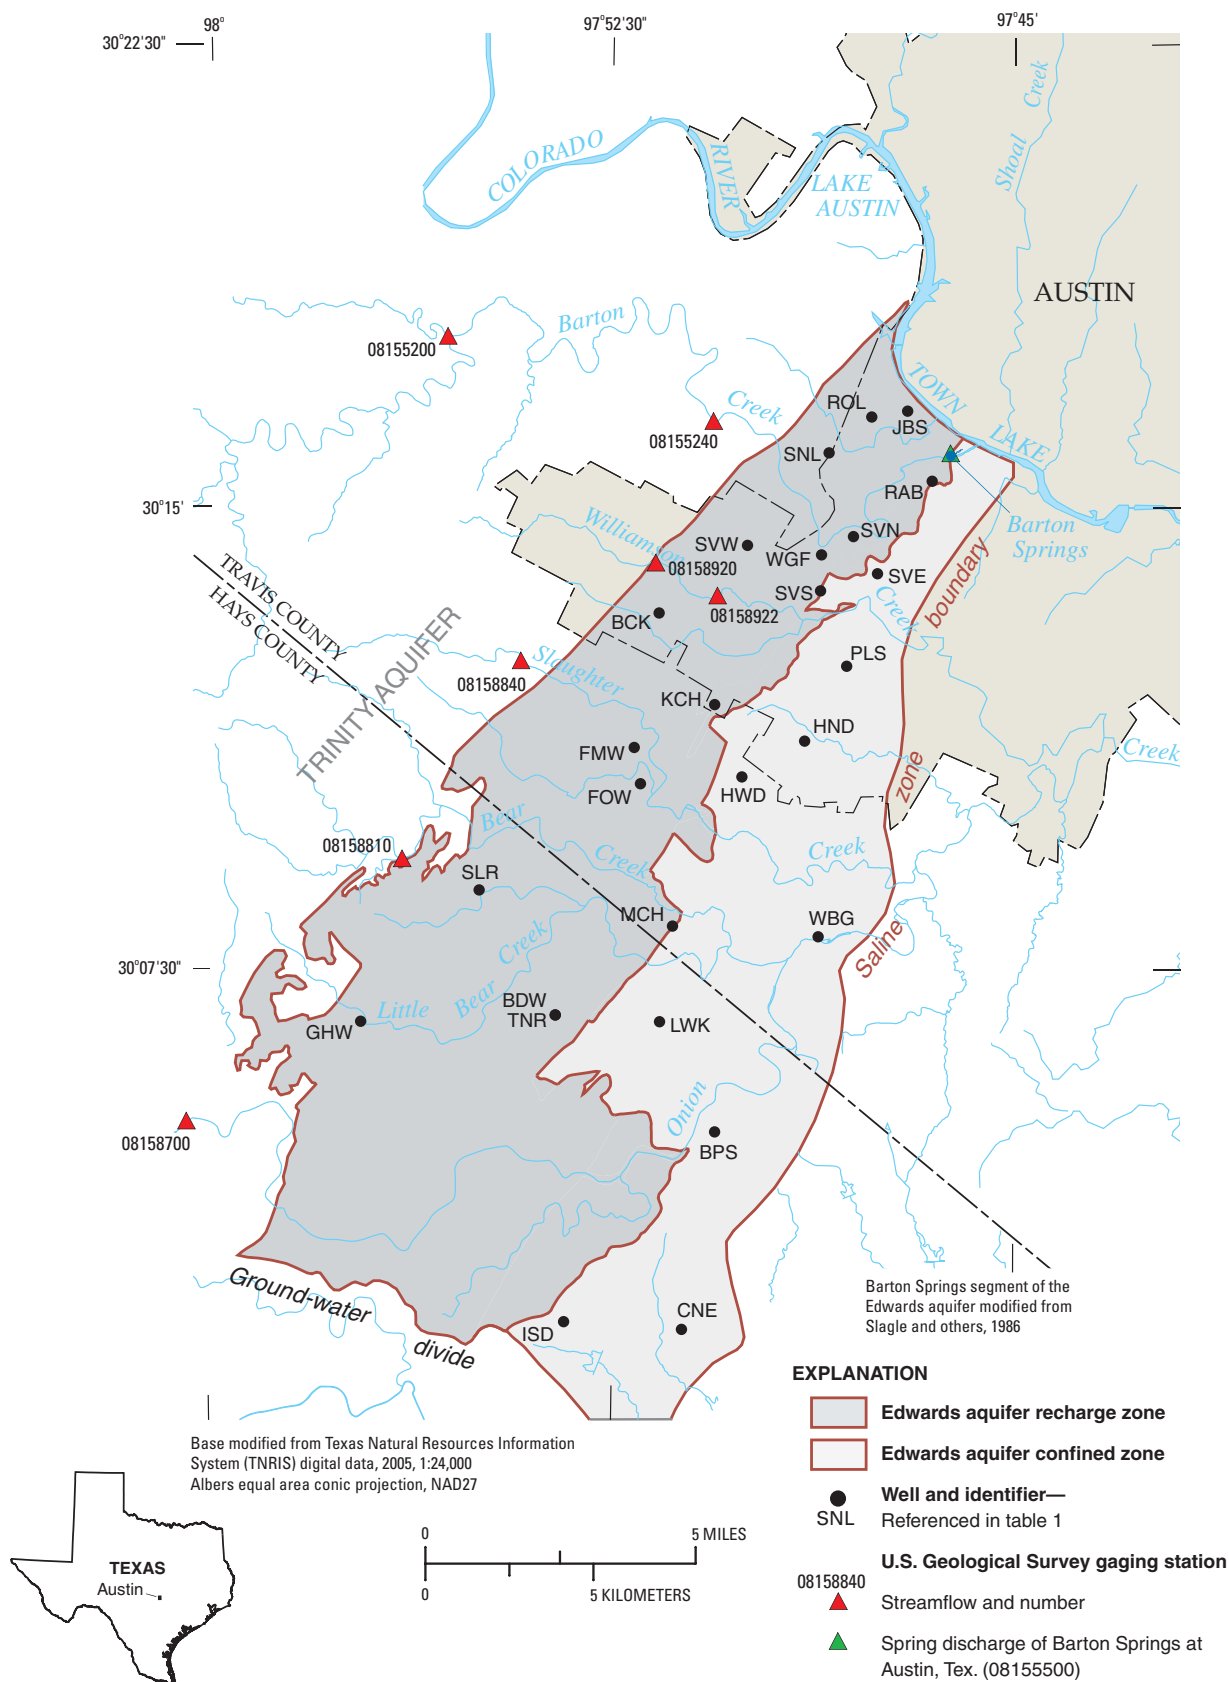 98°
97°52'30"
97°45'
30°22'30"
COLORADO
RIVER
LAKE
AUSTIN
Shoal
Creek
AUSTIN
Barton
08155200
Creek
08155240
TOWN
LAKE
ROL
JBS
SNL
RAB
30°15'
Barton
Springs
Williamson
SVW
SVN
WGF
08158920
SVS
SVE
08158922
BCK
Creek
boundary
TRAVIS COUNTY
HAYS COUNTY
TRINITY AQUIFER
Slaughter
08158840
PLS
KCH
HND
Creek
FMW
FOW
HWD
zone
Bear
Creek
Creek
08158810
SLR
MCH
WBG
Saline
Creek
30°07'30"
Little
Bear
BDW
TNR
GHW
LWK
Onion
08158700
BPS
Ground-water
divide
ISD
CNE
Barton Springs segment of the
Edwards aquifer modified from
Slagle and others, 1986
EXPLANATION
Edwards aquifer recharge zone
Edwards aquifer confined zone
Well and identifier—
SNL
Referenced in table 1
U.S. Geological Survey gaging station
08158840
Streamflow and number
Spring discharge of Barton Springs at
Austin, Tex. (08155500)
Base modified from Texas Natural Resources Information
System (TNRIS) digital data, 2005, 1:24,000
Albers equal area conic projection, NAD27
0
5 MILES
0
5 KILOMETERS
TEXAS
Austin